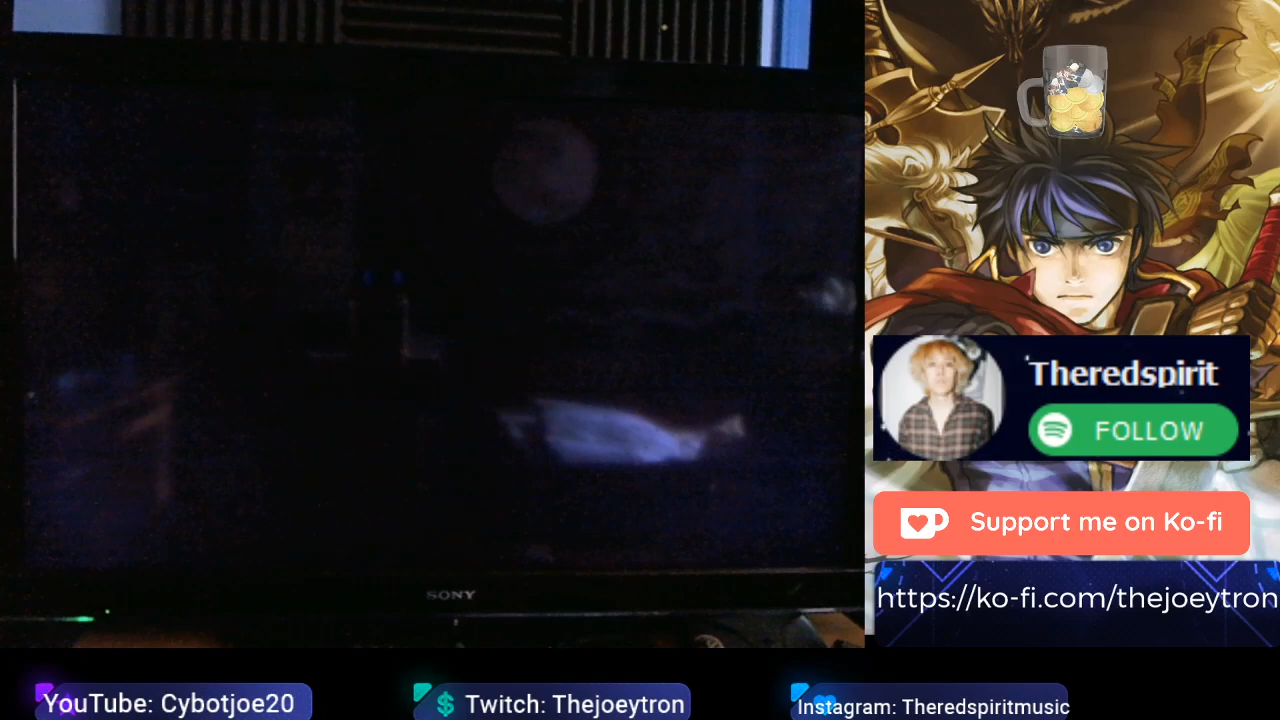 SONY
Theredspirit
FOLLOW
Support me on Ko-fi
https://ko-fi.com/thejoeytron
YouTube: Cybotjoe20
$ Twitch: Thejoeytron
Instagram: Theredspiritmusic